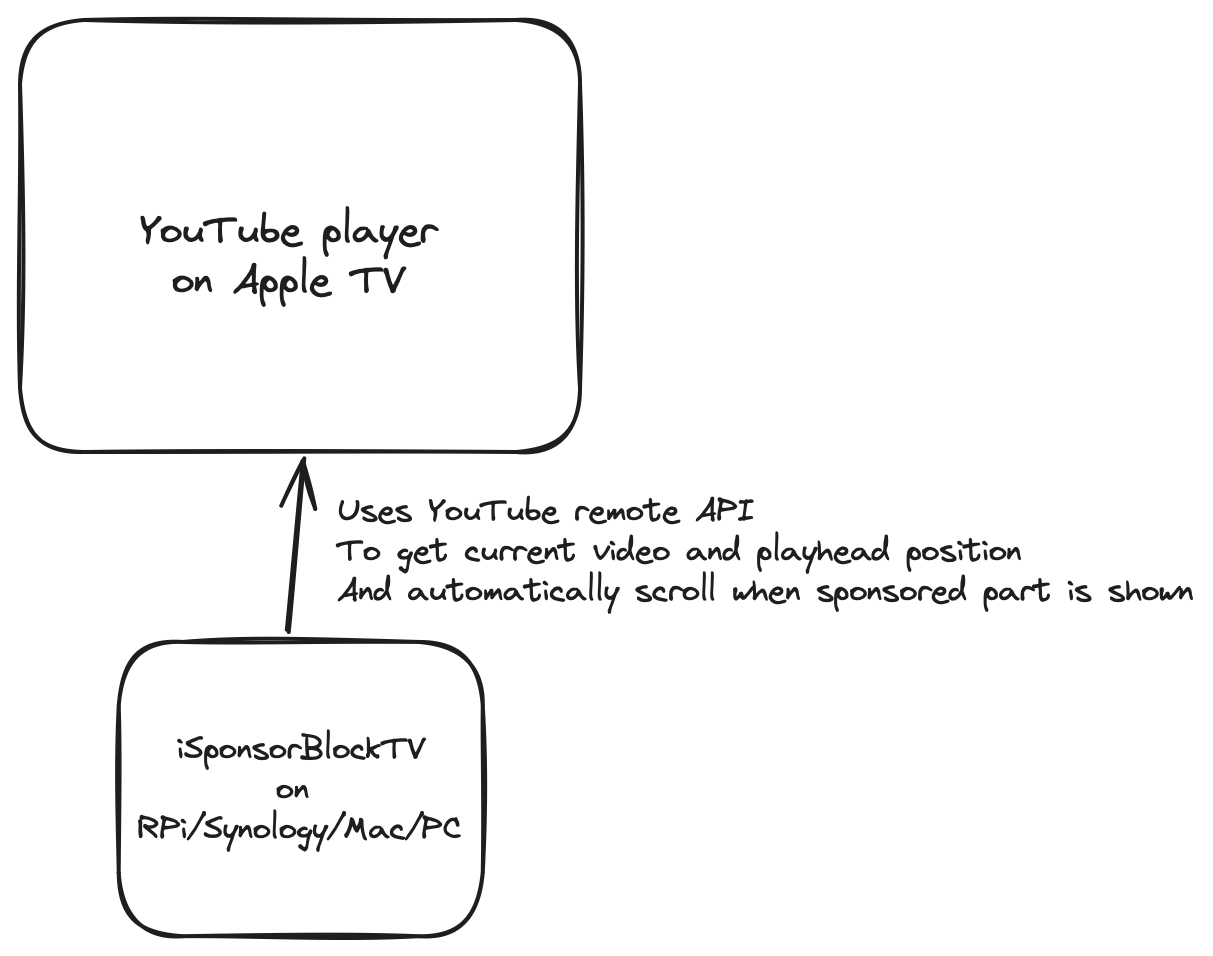 YouTube player
on Apple TV
Uses YouTube remote API
To get current video and playhead position
And automatically scroll when sponsored part is shown
iSponsorBlockTV
on
RPi/Synology/Mac/PC